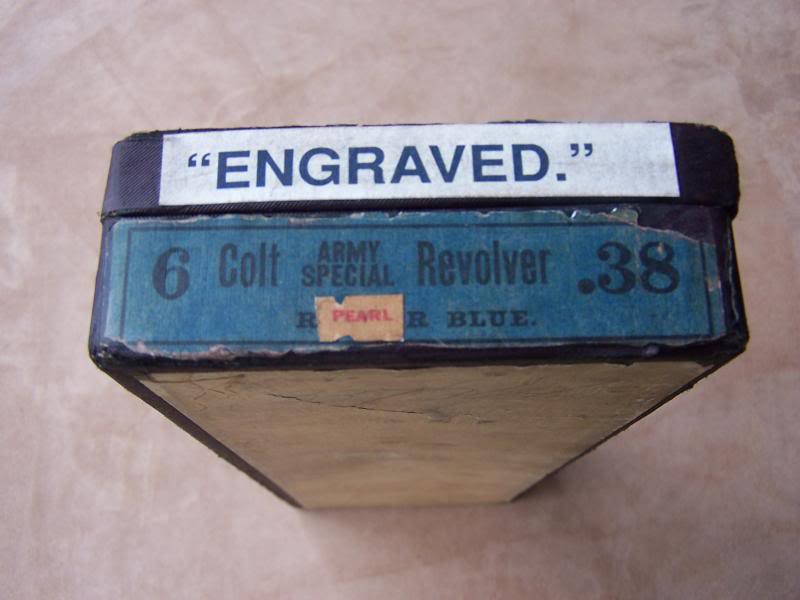 “ENGRAVED.”
6 Colt ARMY SPECIAL Revolver .38
PEARL BLUE.